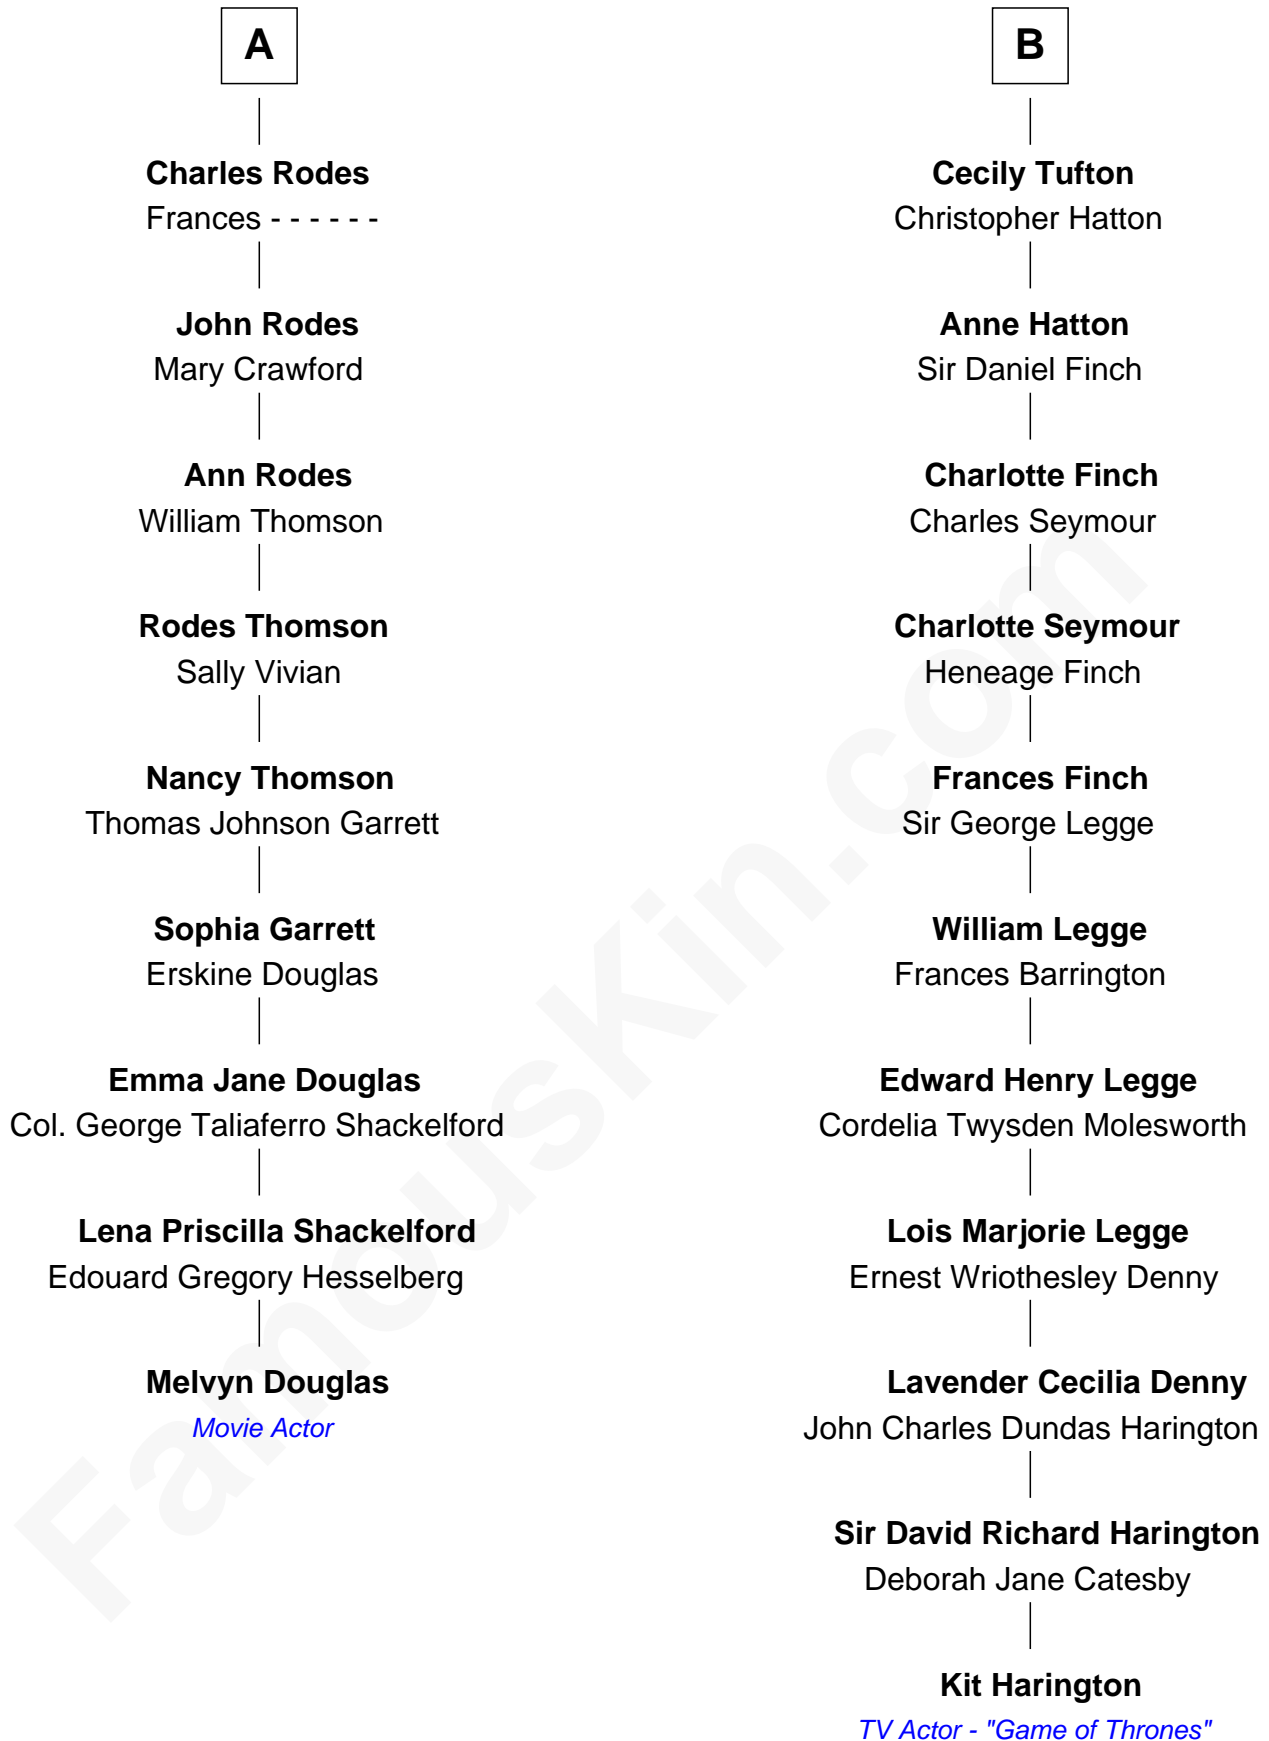 A
Charles Rodes
Frances - - - - - -
John Rodes
Mary Crawford
Ann Rodes
William Thomson
Rodes Thomson
Sally Vivian
Nancy Thomson
Thomas Johnson Garrett
Sophia Garrett
Erskine Douglas
Emma Jane Douglas
Col. George Taliaferro Shackelford
Lena Priscilla Shackelford
Edouard Gregory Hesselberg
Melvyn Douglas
Movie Actor
B
Cecily Tufton
Christopher Hatton
Anne Hatton
Sir Daniel Finch
Charlotte Finch
Charles Seymour
Charlotte Seymour
Heneage Finch
Frances Finch
Sir George Legge
William Legge
Frances Barrington
Edward Henry Legge
Cordelia Twysden Molesworth
Lois Marjorie Legge
Ernest Wriothesley Denny
Lavender Cecilia Denny
John Charles Dundas Harington
Sir David Richard Harington
Deborah Jane Catesby
Kit Harington
TV Actor - "Game of Thrones"
FamousKin.com